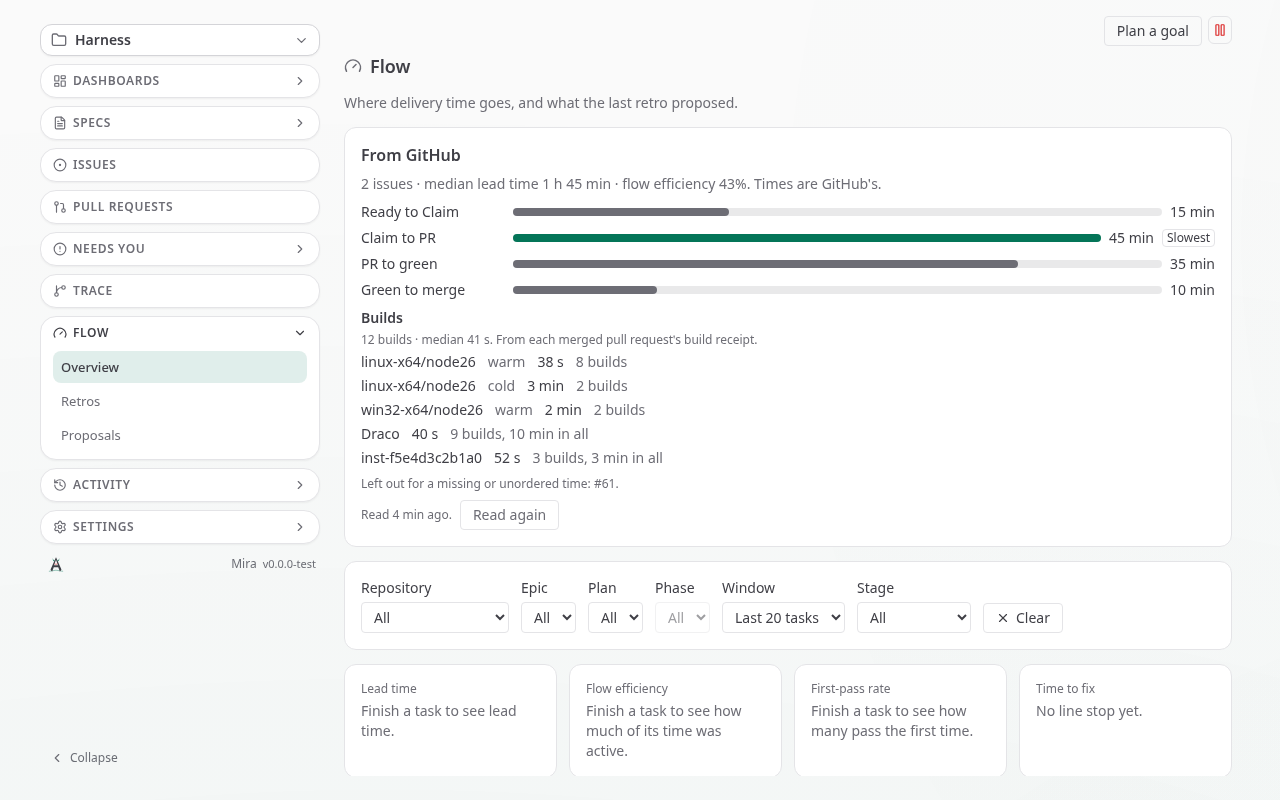 Harness
DASHBOARDS
SPECS
ISSUES
PULL REQUESTS
NEEDS YOU
TRACE
FLOW
Overview
Retros
Proposals
ACTIVITY
SETTINGS
Mira v0.0.0-test
Collapse
Plan a goal
Flow
Where delivery time goes, and what the last retro proposed.
From GitHub
2 issues · median lead time 1 h 45 min · flow efficiency 43%. Times are GitHub's.
Ready to Claim 15 min
Claim to PR 45 min Slowest
PR to green 35 min
Green to merge 10 min
Builds
12 builds · median 41 s. From each merged pull request's build receipt.
linux-x64/node26 warm 38 s 8 builds
linux-x64/node26 cold 3 min 2 builds
win32-x64/node26 warm 2 min 2 builds
Draco 40 s 9 builds, 10 min in all
inst-f5e4d3c2b1a0 52 s 3 builds, 3 min in all
Left out for a missing or unordered time: #61.
Read 4 min ago. Read again
Repository Epic Plan Phase Window Stage
All All All All Last 20 tasks All Clear
Lead time
Finish a task to see lead
time.
Flow efficiency
Finish a task to see how
much of its time was
active.
First-pass rate
Finish a task to see how
many pass the first time.
Time to fix
No line stop yet.